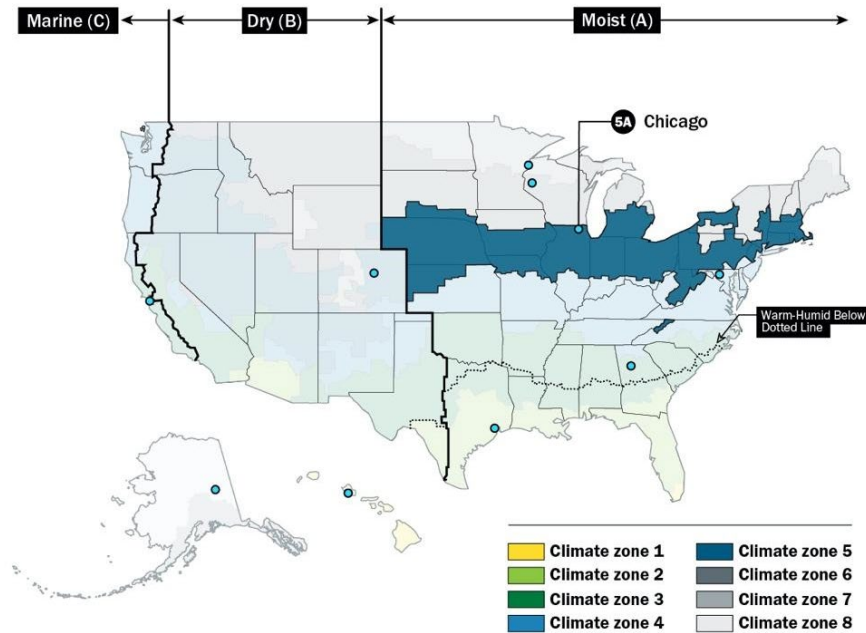 Marine (C)
Dry (B)
Moist (A)
5A Chicago
Warm-Humid Below
Dotted Line
Climate zone 1
Climate zone 2
Climate zone 3
Climate zone 4
Climate zone 5
Climate zone 6
Climate zone 7
Climate zone 8